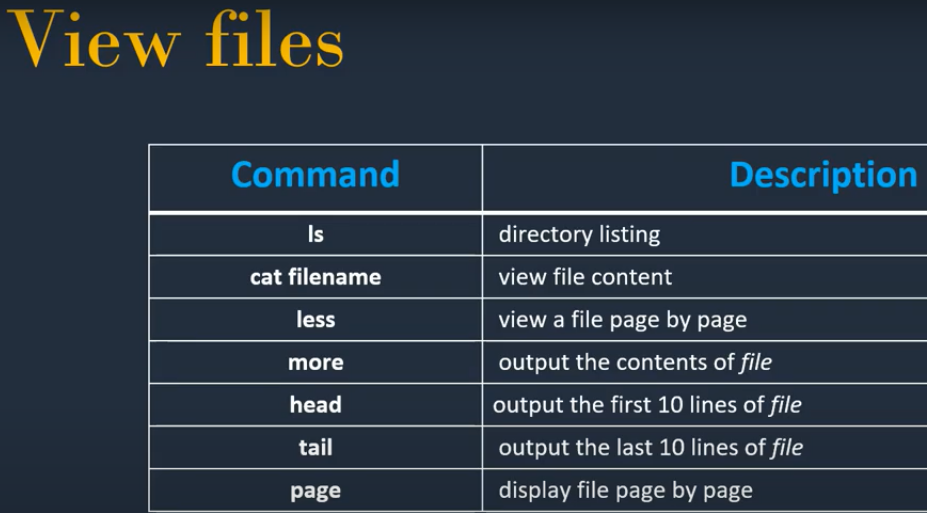 View files
Command Description
ls directory listing
cat filename view file content
less view a file page by page
more output the contents of file
head output the first 10 lines of file
tail output the last 10 lines of file
page display file page by page